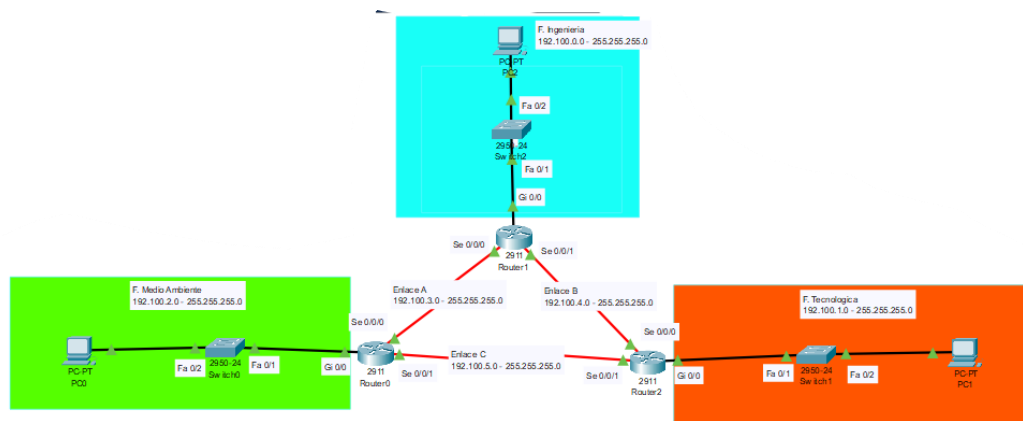 F. Ingenieria
192.100.0.0 - 255.255.255.0
PC-PT
PC2
Fa 0/2
2950-24
Switch2
Fa 0/1
Gi 0/0
Se 0/0/0
Se 0/0/1
2911
Router1
F. Medio Ambiente
192.100.2.0 - 255.255.255.0
Enlace A
192.100.3.0 - 255.255.255.0
Enlace B
192.100.4.0 - 255.255.255.0
F. Tecnologica
192.100.1.0 - 255.255.255.0
Se 0/0/0
Se 0/0/0
Enlace C
192.100.5.0 - 255.255.255.0
PC-PT
PC0
Fa 0/2
2950-24
Switch0
Fa 0/1
Gi 0/0
2911
Router0
Se 0/0/1
Se 0/0/1
2911
Router2
Gi 0/0
Fa 0/1
2950-24
Switch1
Fa 0/2
PC-PT
PC1